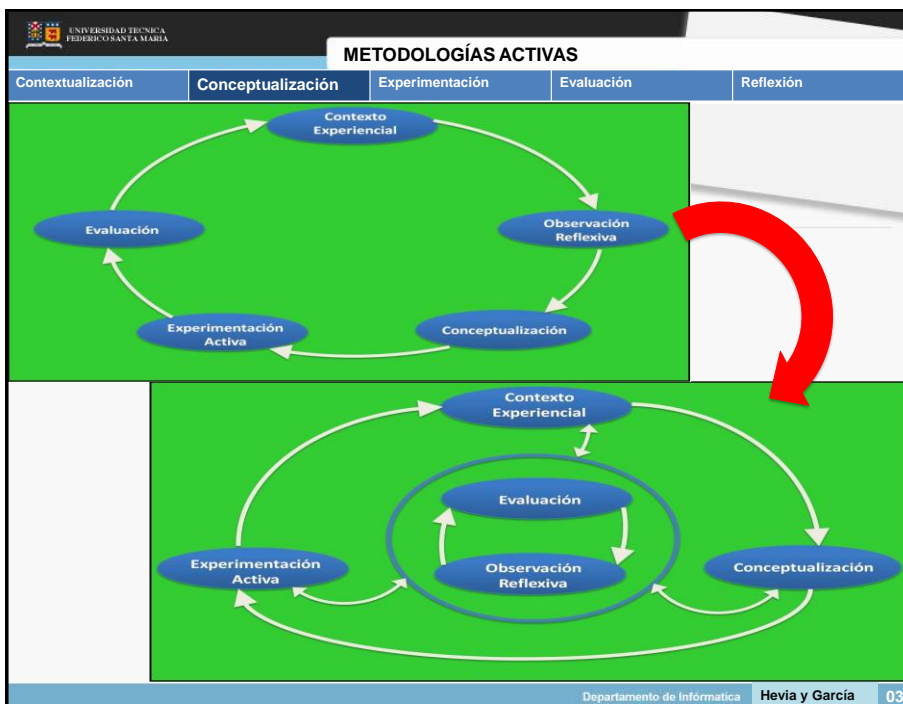 UNIVERSIDAD TECNICA
FEDERICO SANTA MARIA
METODOLOGÍAS ACTIVAS
Contextualización
Conceptualización
Experimentación
Evaluación
Reflexión
Contexto
Experiencial
Evaluación
Observación
Reflexiva
Experimentación
Activa
Conceptualización
Contexto
Experiencial
Evaluación
Experimentación
Activa
Observación
Reflexiva
Conceptualización
Departamento de Infórmatica
Hevia y García
03